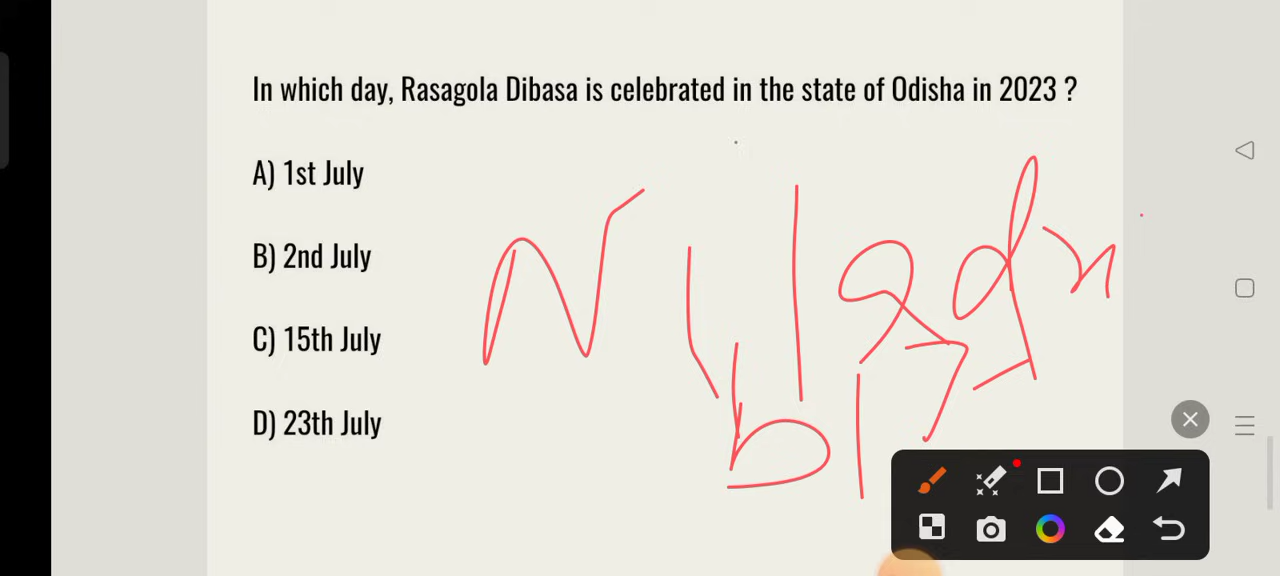 In which day, Rasagola Dibasa is celebrated in the state of Odisha in 2023 ?
A) 1st July
B) 2nd July
C) 15th July
D) 23th July